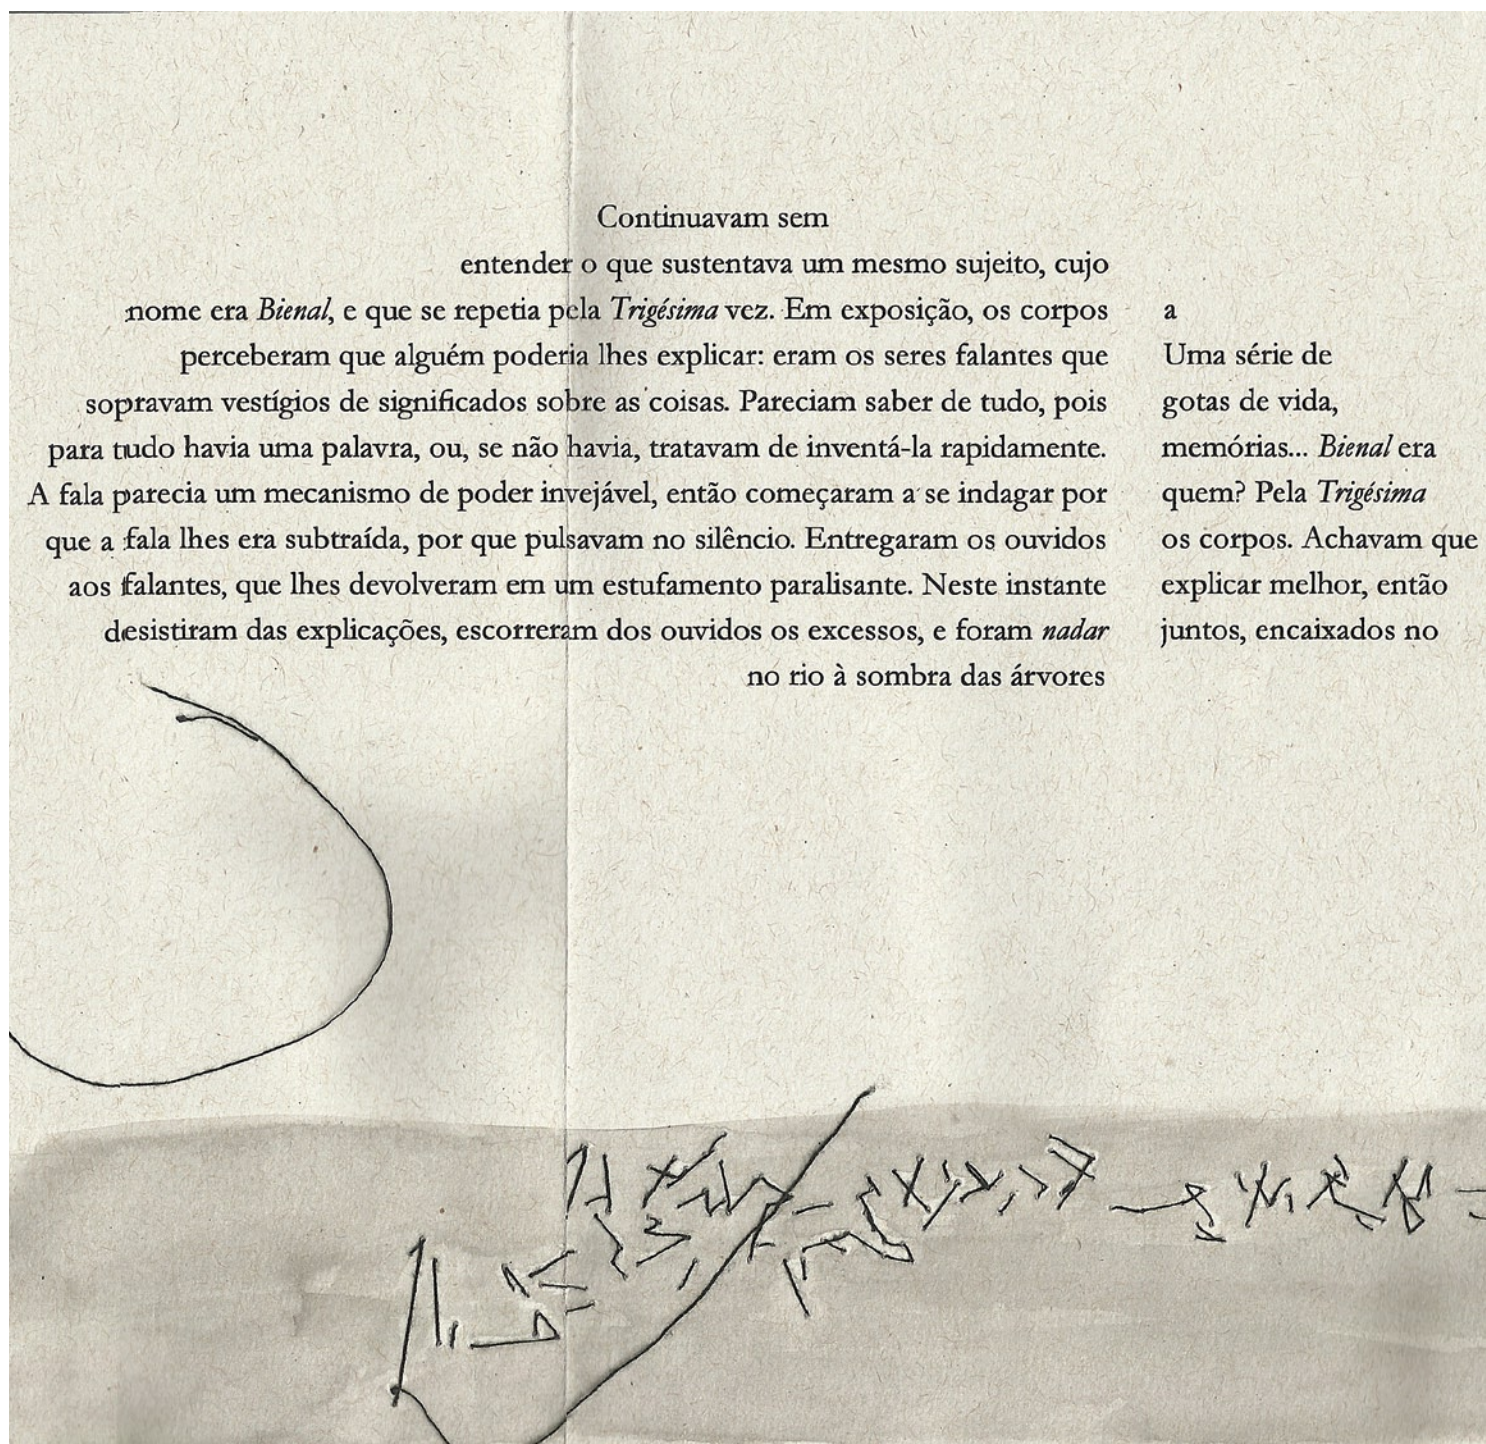 Continuavam sem
entender o que sustentava um mesmo sujeito, cujo
nome era Bienal, e que se repetia pela Trigésima vez. Em exposição, os corpos
perceberam que alguém poderia lhes explicar: eram os seres falantes que
sopravam vestígios de significados sobre as coisas. Pareciam saber de tudo, pois
para tudo havia uma palavra, ou, se não havia, tratavam de inventá-la rapidamente.
A fala parecia um mecanismo de poder invejável, então começaram a se indagar por
que a fala lhes era subtraída, por que pulsavam no silêncio. Entregaram os ouvidos
aos falantes, que lhes devolveram em um estufamento paralisante. Neste instante
desistiram das explicações, escorreram dos ouvidos os excessos, e foram nadar
no rio à sombra das árvores
a
Uma série de
gotas de vida,
memórias... Bienal era
quem? Pela Trigésima
os corpos. Achavam que
explicar melhor, então
juntos, encaixados no